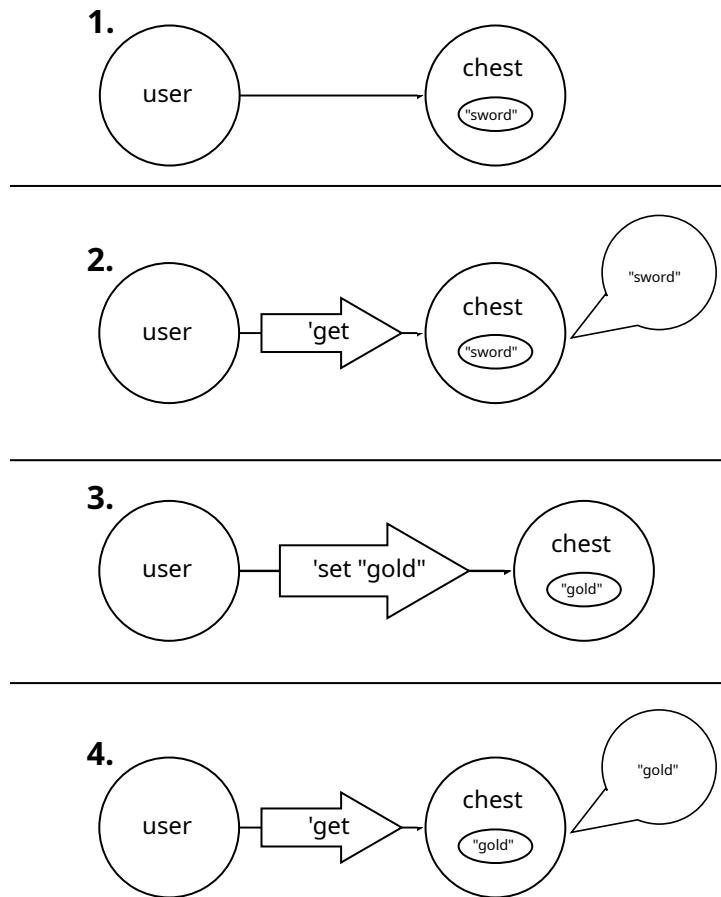 1.
user
chest
"sword"
2.
user
'get
chest
"sword"
"sword"
3.
user
'set "gold"
chest
"gold"
4.
user
'get
chest
"gold"
"gold"